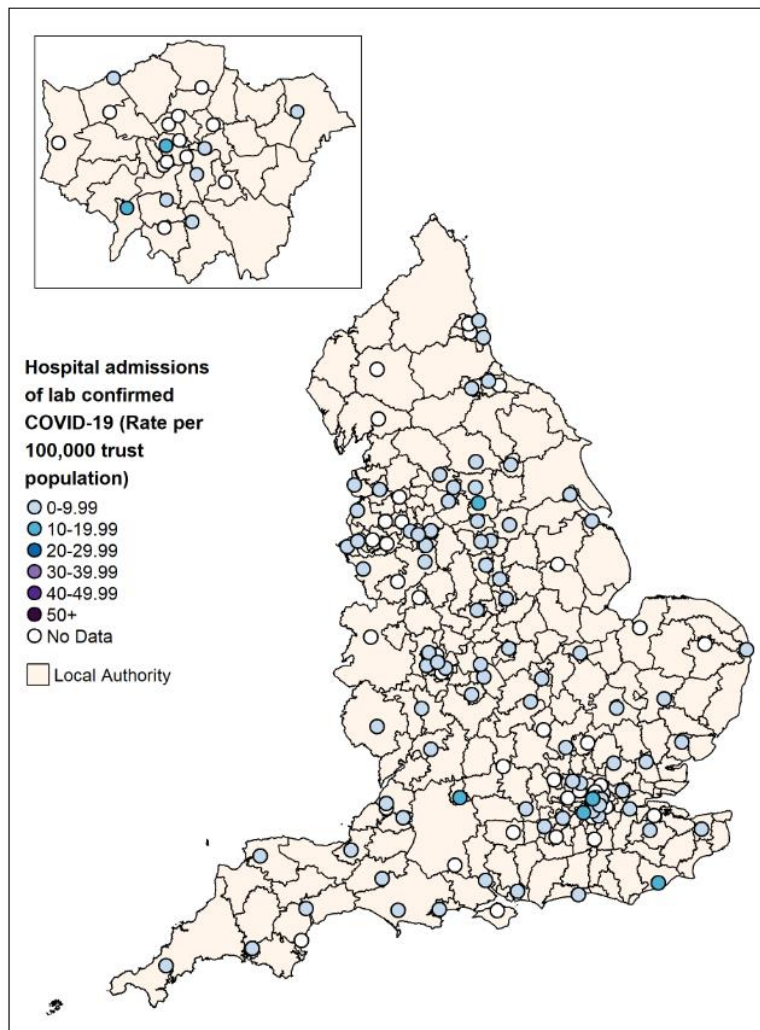 Hospital admissions
of lab confirmed
COVID-19 (Rate per
100,000 trust
population)
0-9.99
10-19.99
20-29.99
30-39.99
40-49.99
50+
No Data
Local Authority